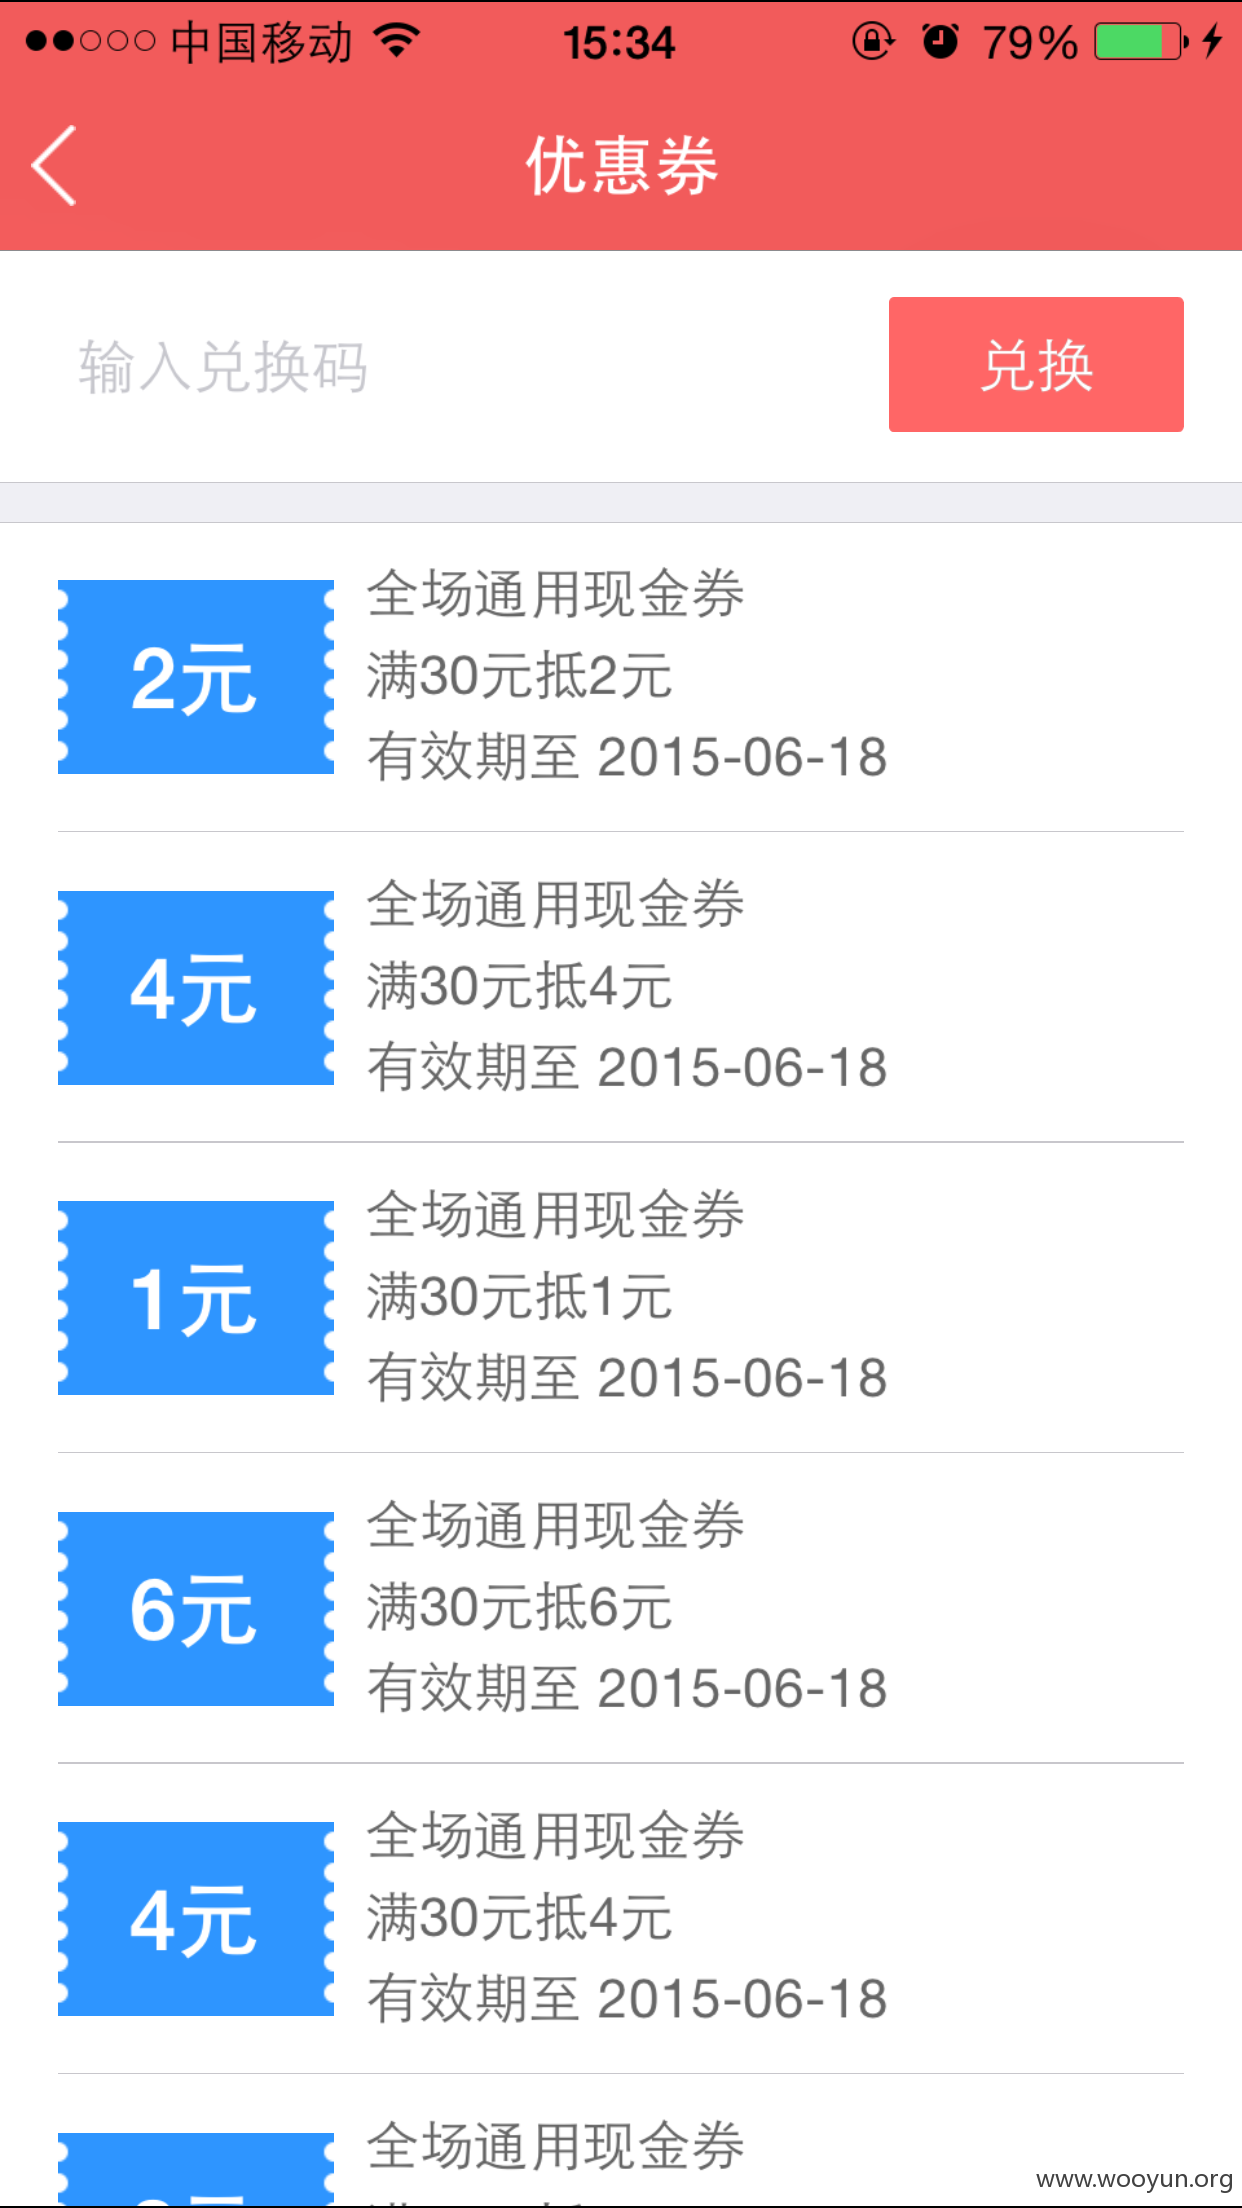 中国移动 15:34 79%
优惠券
输入兑换码 兑换
2元
全场通用现金券
满30元抵2元
有效期至 2015-06-18
4元
全场通用现金券
满30元抵4元
有效期至 2015-06-18
1元
全场通用现金券
满30元抵1元
有效期至 2015-06-18
6元
全场通用现金券
满30元抵6元
有效期至 2015-06-18
4元
全场通用现金券
满30元抵4元
有效期至 2015-06-18
全场通用现金券
www.wooyun.org